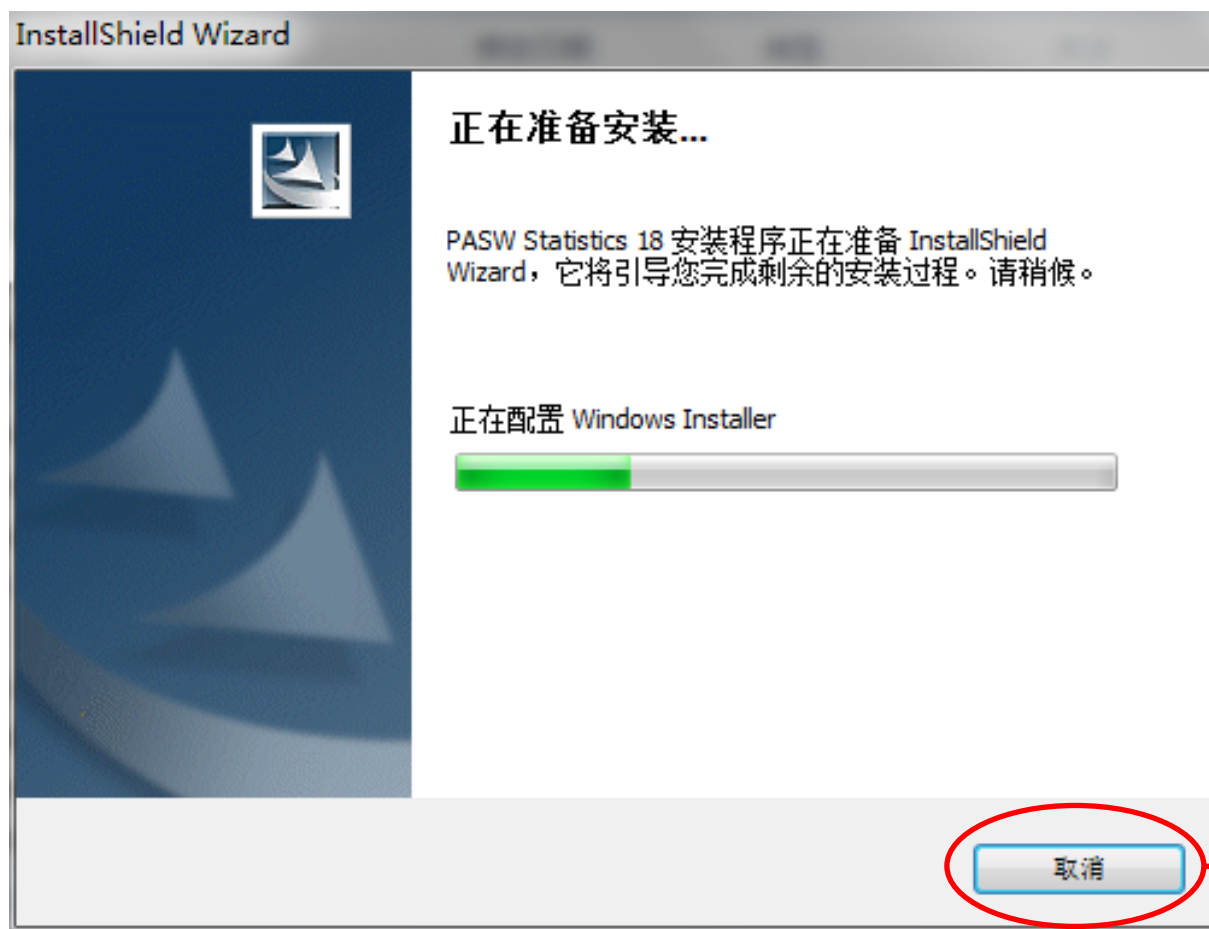 InstallShield Wizard
正在准备安装...
PASW Statistics 18 安装程序正在准备 InstallShield
Wizard，它将引导您完成剩余的安装过程。请稍候。
正在配置 Windows Installer
取消